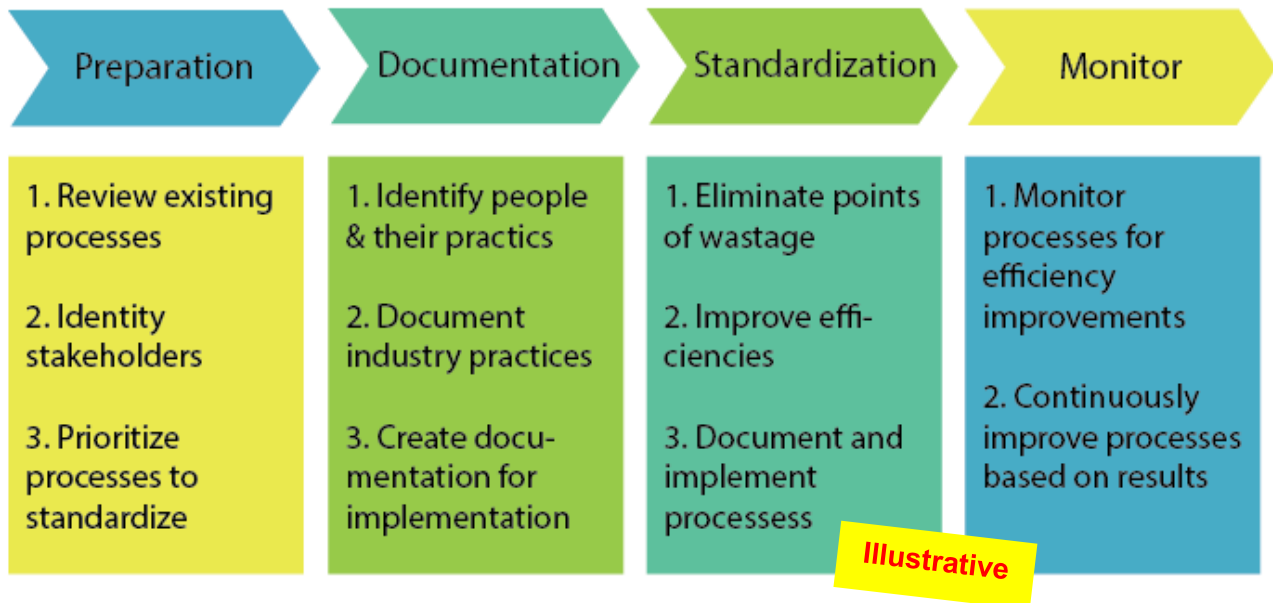 Preparation
Documentation
Standardization
Monitor
1. Review existing
processes
2. Identity
stakeholders
3. Prioritize
processes to
standardize
1. Identify people
& their practics
2. Document
industry practices
3. Create docu-
mentation for
implementation
1. Eliminate points
of wastage
2. Improve effi-
ciencies
3. Document and
implement
processess
1. Monitor
processes for
efficiency
improvements
2. Continuously
improve processes
based on results
Illustrative